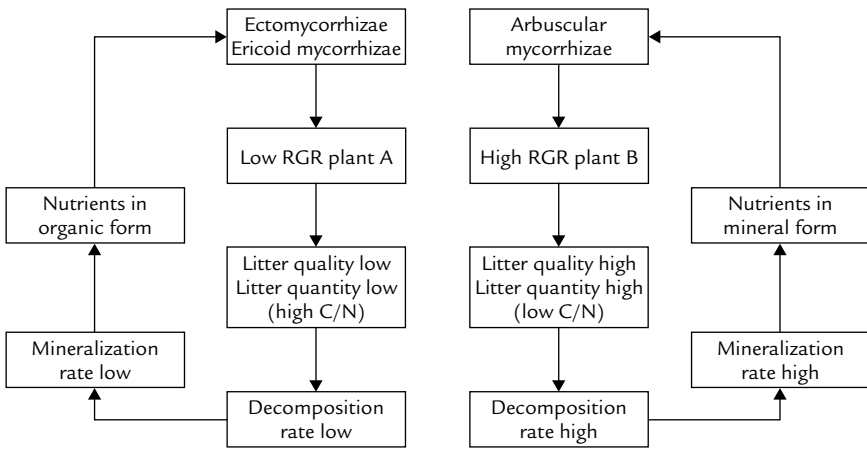 Ectomycorrhizae
Ericoid mycorrhizae
Low RGR plant A
Litter quality low
Litter quantity low
(high C/N)
Decomposition
rate low
Mineralization
rate low
Nutrients in
organic form
Arbuscular
mycorrhizae
High RGR plant B
Litter quality high
Litter quantity high
(low C/N)
Decomposition
rate high
Mineralization
rate high
Nutrients in
mineral form